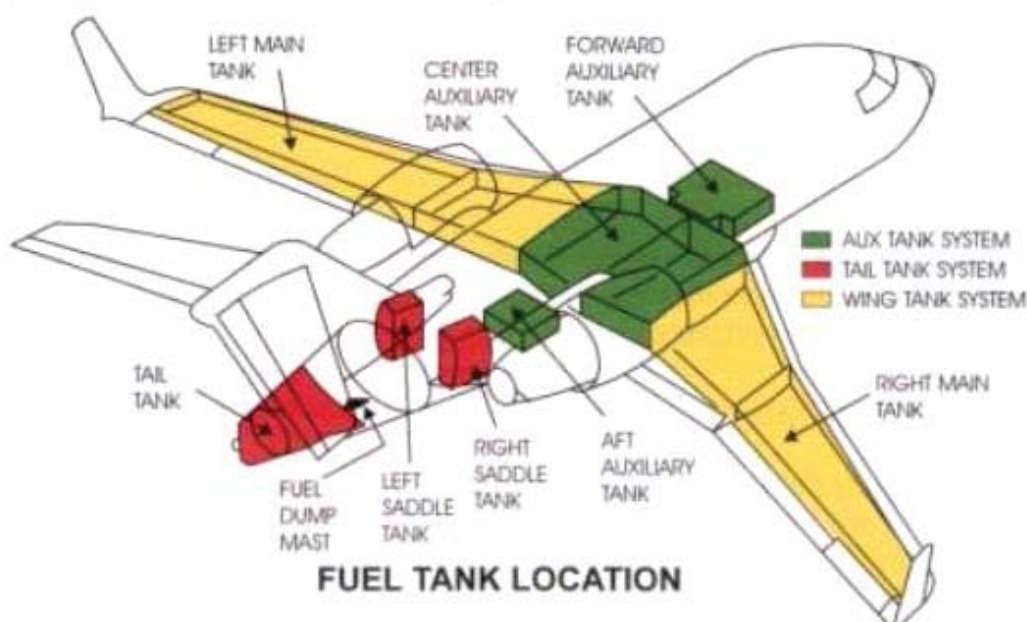 LEFT MAIN
TANK
CENTER
AUXILIARY
TANK
FORWARD
AUXILIARY
TANK
AUX TANK SYSTEM
TAIL TANK SYSTEM
WING TANK SYSTEM
TAIL
TANK
RIGHT MAIN
TANK
FUEL
DUMP
MAST
LEFT
SADDLE
TANK
RIGHT
SADDLE
TANK
AFT
AUXILIARY
TANK
FUEL TANK LOCATION